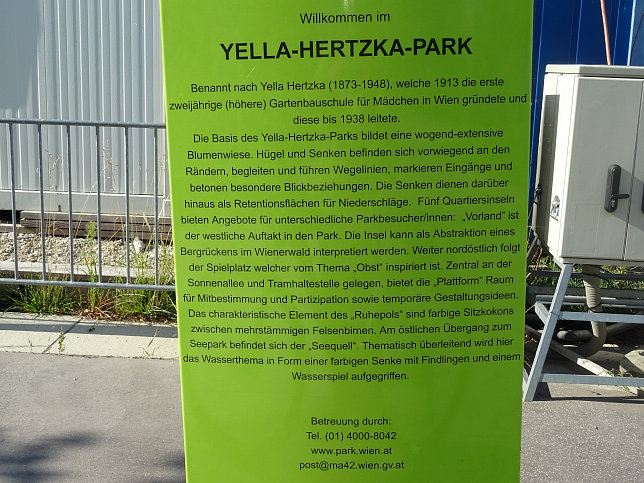 Willkommen im
YELLA-HERTZKA-PARK
Benannt nach Yella Hertzka (1873-1948), welche 1913 die erste
zweijährige (höhere) Gartenbauschule für Mädchen in Wien gründete und
diese bis 1938 leitete.
Die Basis des Yella-Hertzka-Parks bildet eine wogend-extensive
Blumenwiese. Hügel und Senken befinden sich vorwiegend an den
Rändern, begleiten und führen Wegelinien, markieren Eingänge und
betonen besondere Blickbeziehungen. Die Senken dienen darüber
hinaus als Retentionsflächen für Niederschläge. Fünf Quartiersinseln
bieten Angebote für unterschiedliche Parkbesucher/innen: „Vorland“ ist
der westliche Auftakt in den Park. Die Insel kann als Abstraktion eines
Bergrückens im Wienerwald interpretiert werden. Weiter nordöstlich folgt
der Spielplatz welcher vom Thema „Obst“ inspiriert ist. Zentral an der
Sonnenallee und Tramhaltestelle gelegen, bietet die „Plattform“ Raum
für Mitbestimmung und Partizipation sowie temporäre Gestaltungsideen.
Das charakteristische Element des „Ruhepols“ sind farbige Sitzkokons
zwischen mehrstämmigen Felsenbirnen. Am östlichen Übergang zum
Seepark befindet sich der „Seequell“. Thematisch überleitend wird hier
das Wasserthema in Form einer farbigen Senke mit Findlingen und einem
Wasserspiel aufgegriffen.
Betreuung durch:
Tel. (01) 4000-8042
www.park.wien.at
post@ma42.wien.gv.at